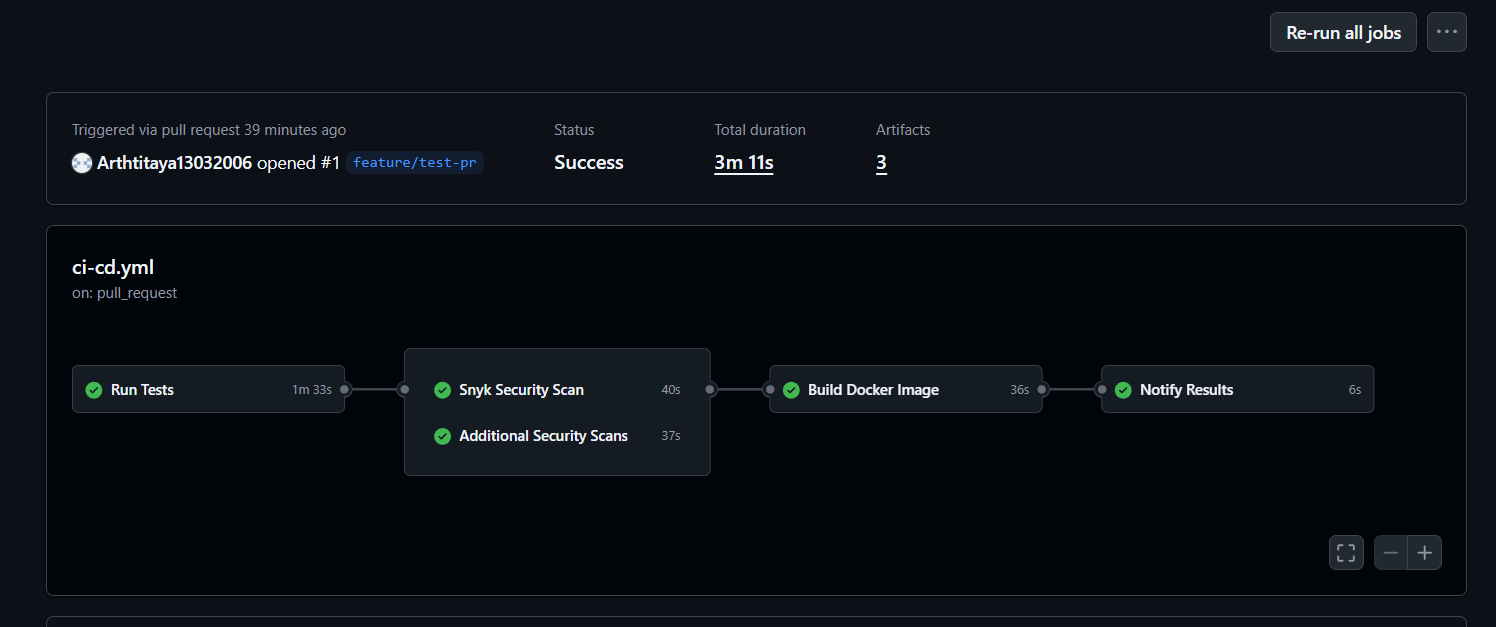 Re-run all jobs
Triggered via pull request 39 minutes ago
Arthtitaya13032006 opened #1 feature/test-pr
Status
Success
Total duration
3m 11s
Artifacts
3
ci-cd.yml
on: pull_request
Run Tests 1m 33s
Snyk Security Scan 40s
Additional Security Scans 37s
Build Docker Image 36s
Notify Results 6s